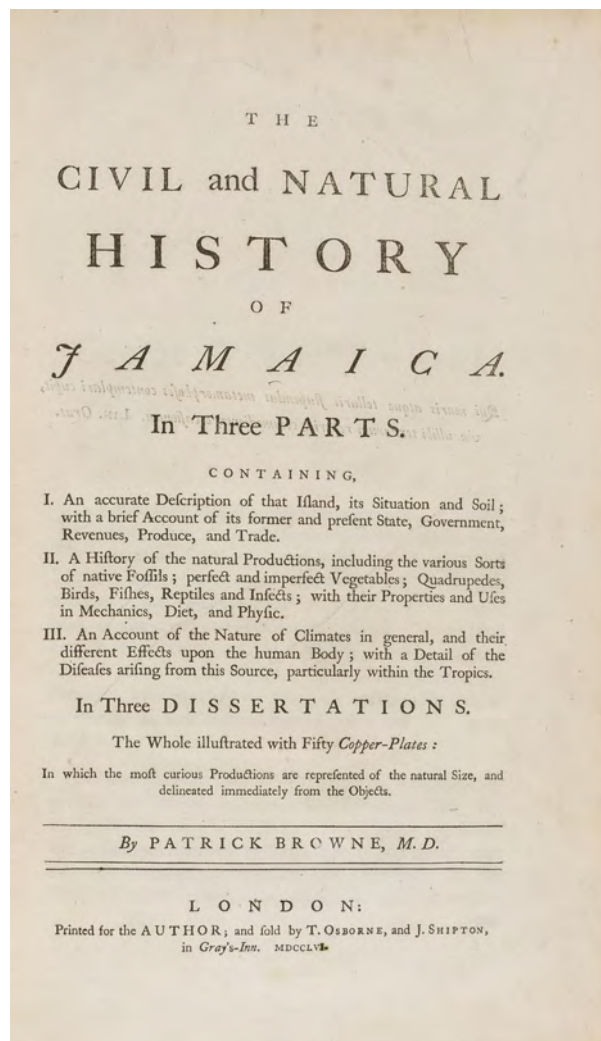 THE
CIVIL and NATURAL
HISTORY
OF
JAMAICA.
In Three PARTS.
CONTAINING,
I. An accurate Deſcription of that Iſland, its Situation and Soil;
with a brief Account of its former and preſent State, Government,
Revenues, Produce, and Trade.
II. A Hiſtory of the natural Productions, including the various Sorts
of native Foſſils; perfect and imperfect Vegetables; Quadrupedes,
Birds, Fiſhes, Reptiles and Inſects; with their Properties and Uſes
in Mechanics, Diet, and Phyſic.
III. An Account of the Nature of Climates in general, and their
different Effects upon the human Body; with a Detail of the
Diſeaſes ariſing from this Source, particularly within the Tropics.
In Three DISSERTATIONS.
The Whole illuſtrated with Fifty Copper-Plates:
In which the moſt curious Productions are repreſented of the natural Size, and
delineated immediately from the Objects.
By PATRICK BROWNE, M. D.
LONDON:
Printed for the AUTHOR; and ſold by T. OSBORNE, and J. SHIPTON,
in Gray's-Inn. MDCCLVI.